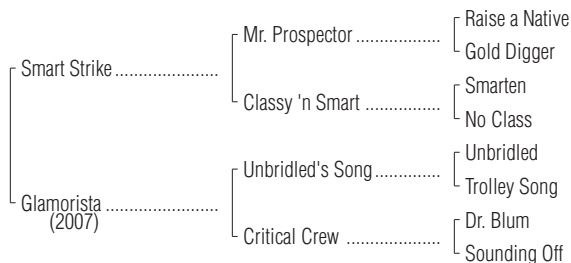 Raise a Native
Mr. Prospector ..................
Gold Digger
Smart Strike ......................
Smarten
Classy 'n Smart ................
No Class
Unbridled
Unbridled's Song ..............
Trolley Song
Glamorista ........................
(2007)
Dr. Blum
Critical Crew ....................
Sounding Off